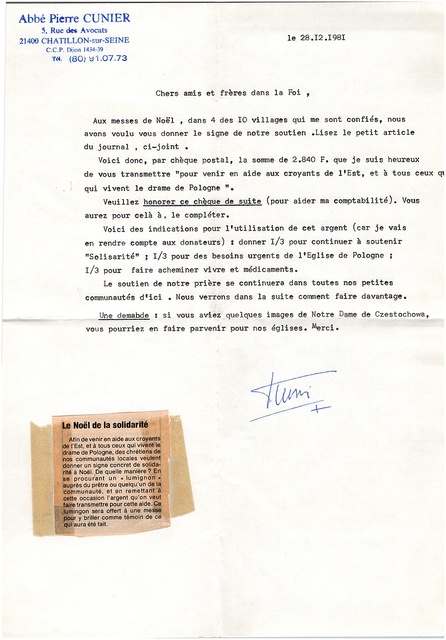 Abbé Pierre CUNIER
5, Rue des Avocats
21400 CHATILLON-sur-SEINE
C.C.P. Dijon 1434-39
Tél. (80) 91.07.73
le 28.I2.I98I
Chers amis et frères dans la Foi ,
Aux messes de Noël , dans 4 des IO villages qui me sont confiés, nous
avons voulu vous donner le signe de notre soutien .Lisez le petit article
du journal , ci-joint .
Voici donc, par chèque postal, la somme de 2.840 F. que je suis heureux
de vous transmettre "pour venir en aide aux croyants de l'Est, et à tous ceux q
qui vivent le drame de Pologne ".
Veuillez honorer ce chèque de suite (pour aider ma comptabilité). Vous
aurez pour celà à, le compléter.
Voici des indications pour l'utilisation de cet argent (car je vais
en rendre compte aux donateurs) : donner I/3 pour continuer à soutenir
"Solisarité" ; I/3 pour des besoins urgents de l'Eglise de Pologne ;
I/3 pour faire acheminer vivre et médicaments.
Le soutien de notre prière se continuera dans toutes nos petites
communautés d'ici . Nous verrons dans la suite comment faire davantage.
Une demabde : si vous aviez quelques images de Notre Dame de Czestochowa,
vous pourriez en faire parvenir pour nos églises. Merci.
Le Noël de la solidarité
Afin de venir en aide aux croyants
de l'Est, et à tous ceux qui vivent le
drame de Pologne, des chrétiens de
nos communautés locales veulent
donner un signe concret de solida-
rité à Noël. De quelle manière ? En
se procurant un « lumignon »
auprès du prêtre ou quelqu'un de la
communauté, et en remettant à
cette occasion l'argent qu'on veut
faire transmettre pour cette aide. Ce
lumignon sera offert à une messe
pour y briller comme témoin de ce
qui aura été fait.